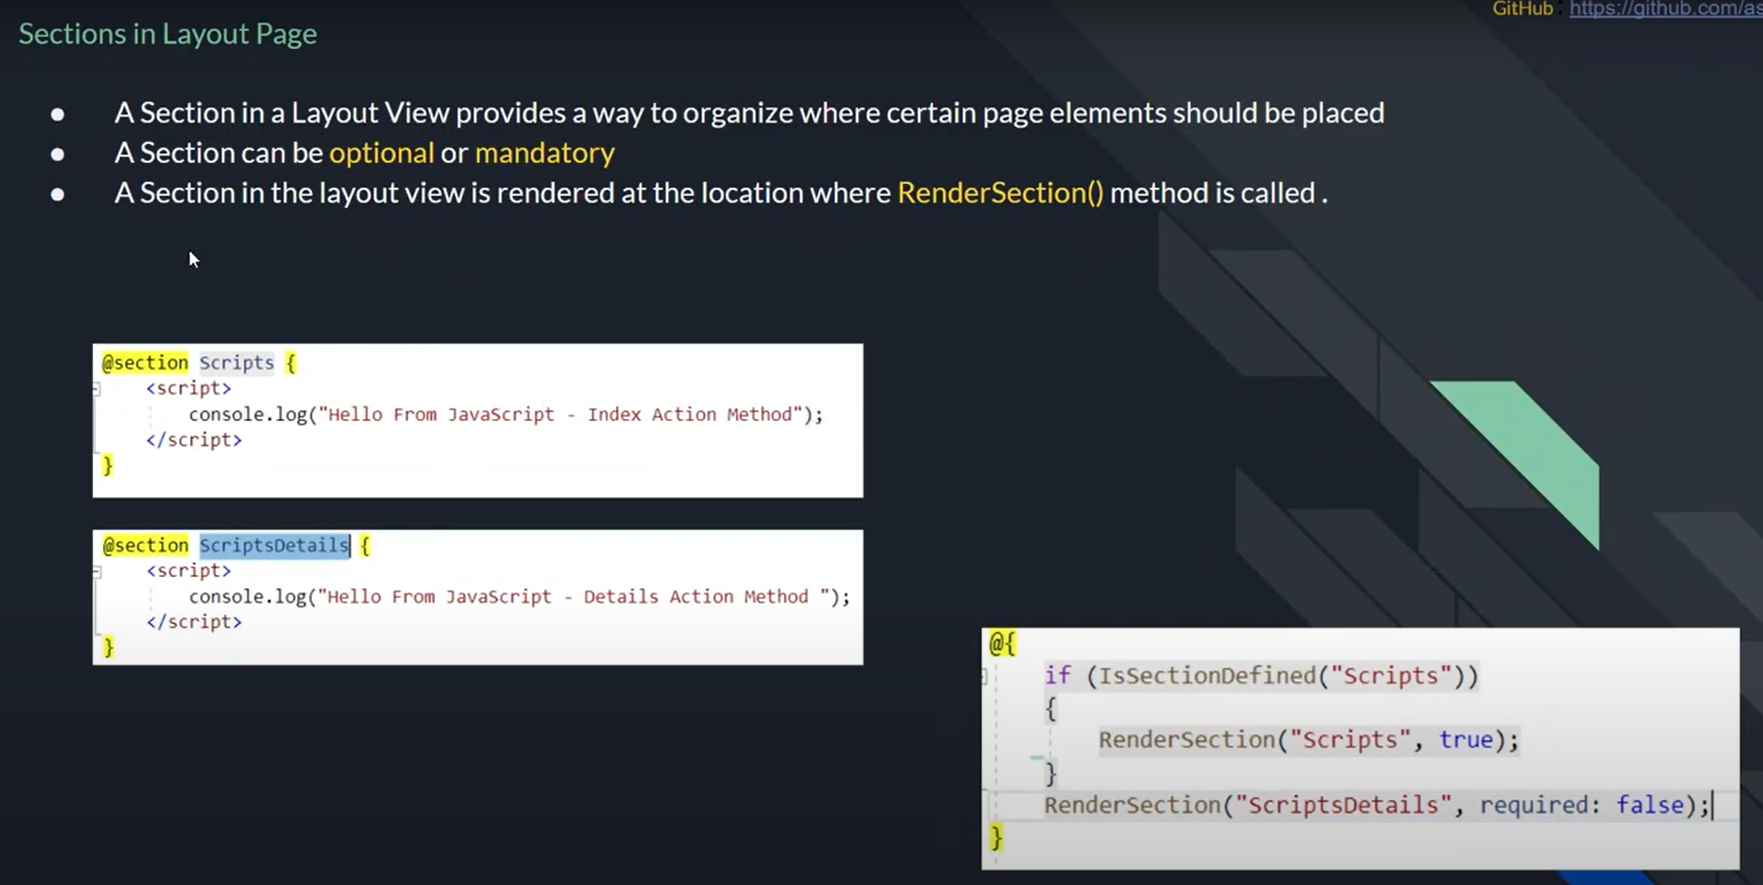 GitHub : https://github.com/as
Sections in Layout Page
● A Section in a Layout View provides a way to organize where certain page elements should be placed
● A Section can be optional or mandatory
● A Section in the layout view is rendered at the location where RenderSection() method is called .
@section Scripts {
<script>
console.log("Hello From JavaScript - Index Action Method");
</script>
}
@section ScriptsDetails {
<script>
console.log("Hello From JavaScript - Details Action Method ");
</script>
}
@{
if (IsSectionDefined("Scripts"))
{
RenderSection("Scripts", true);
}
RenderSection("ScriptsDetails", required: false);
}